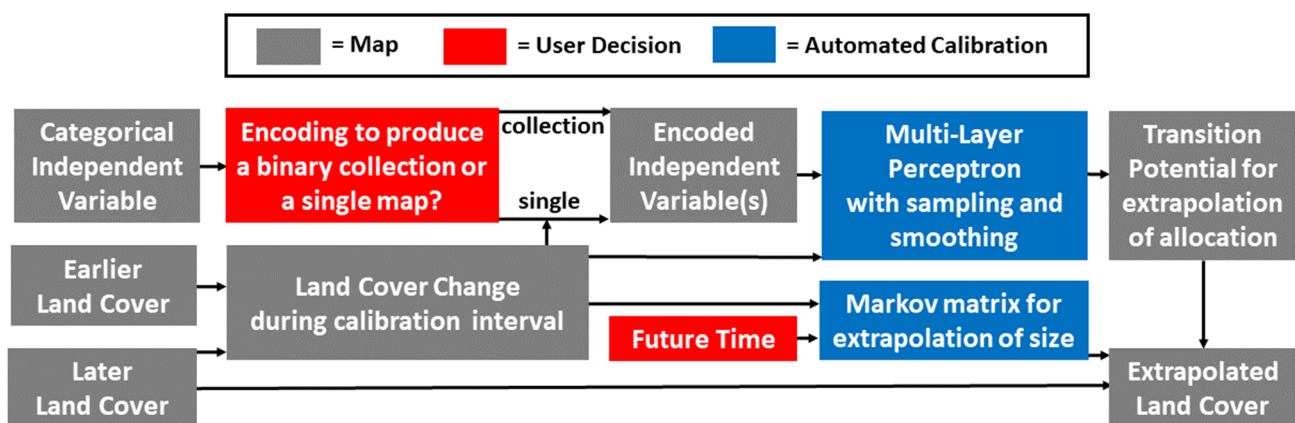 = Map
= User Decision
= Automated Calibration
Categorical
Independent
Variable
Encoding to produce
a binary collection or
a single map?
collection
single
Encoded
Independent
Variable(s)
Multi-Layer
Perceptron
with sampling and
smoothing
Transition
Potential for
extrapolation
of allocation
Earlier
Land Cover
Land Cover Change
during calibration interval
Future Time
Markov matrix for
extrapolation of size
Later
Land Cover
Extrapolated
Land Cover